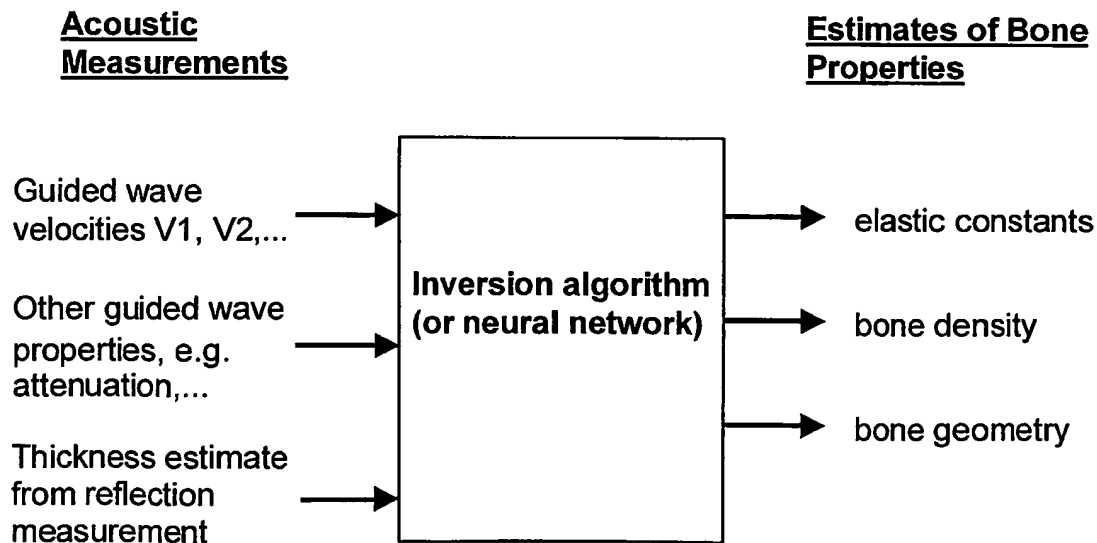 Acoustic
Measurements
Estimates of Bone
Properties
Guided wave
velocities V1, V2,...
Other guided wave
properties, e.g.
attenuation,...
Thickness estimate
from reflection
measurement
Inversion algorithm
(or neural network)
elastic constants
bone density
bone geometry